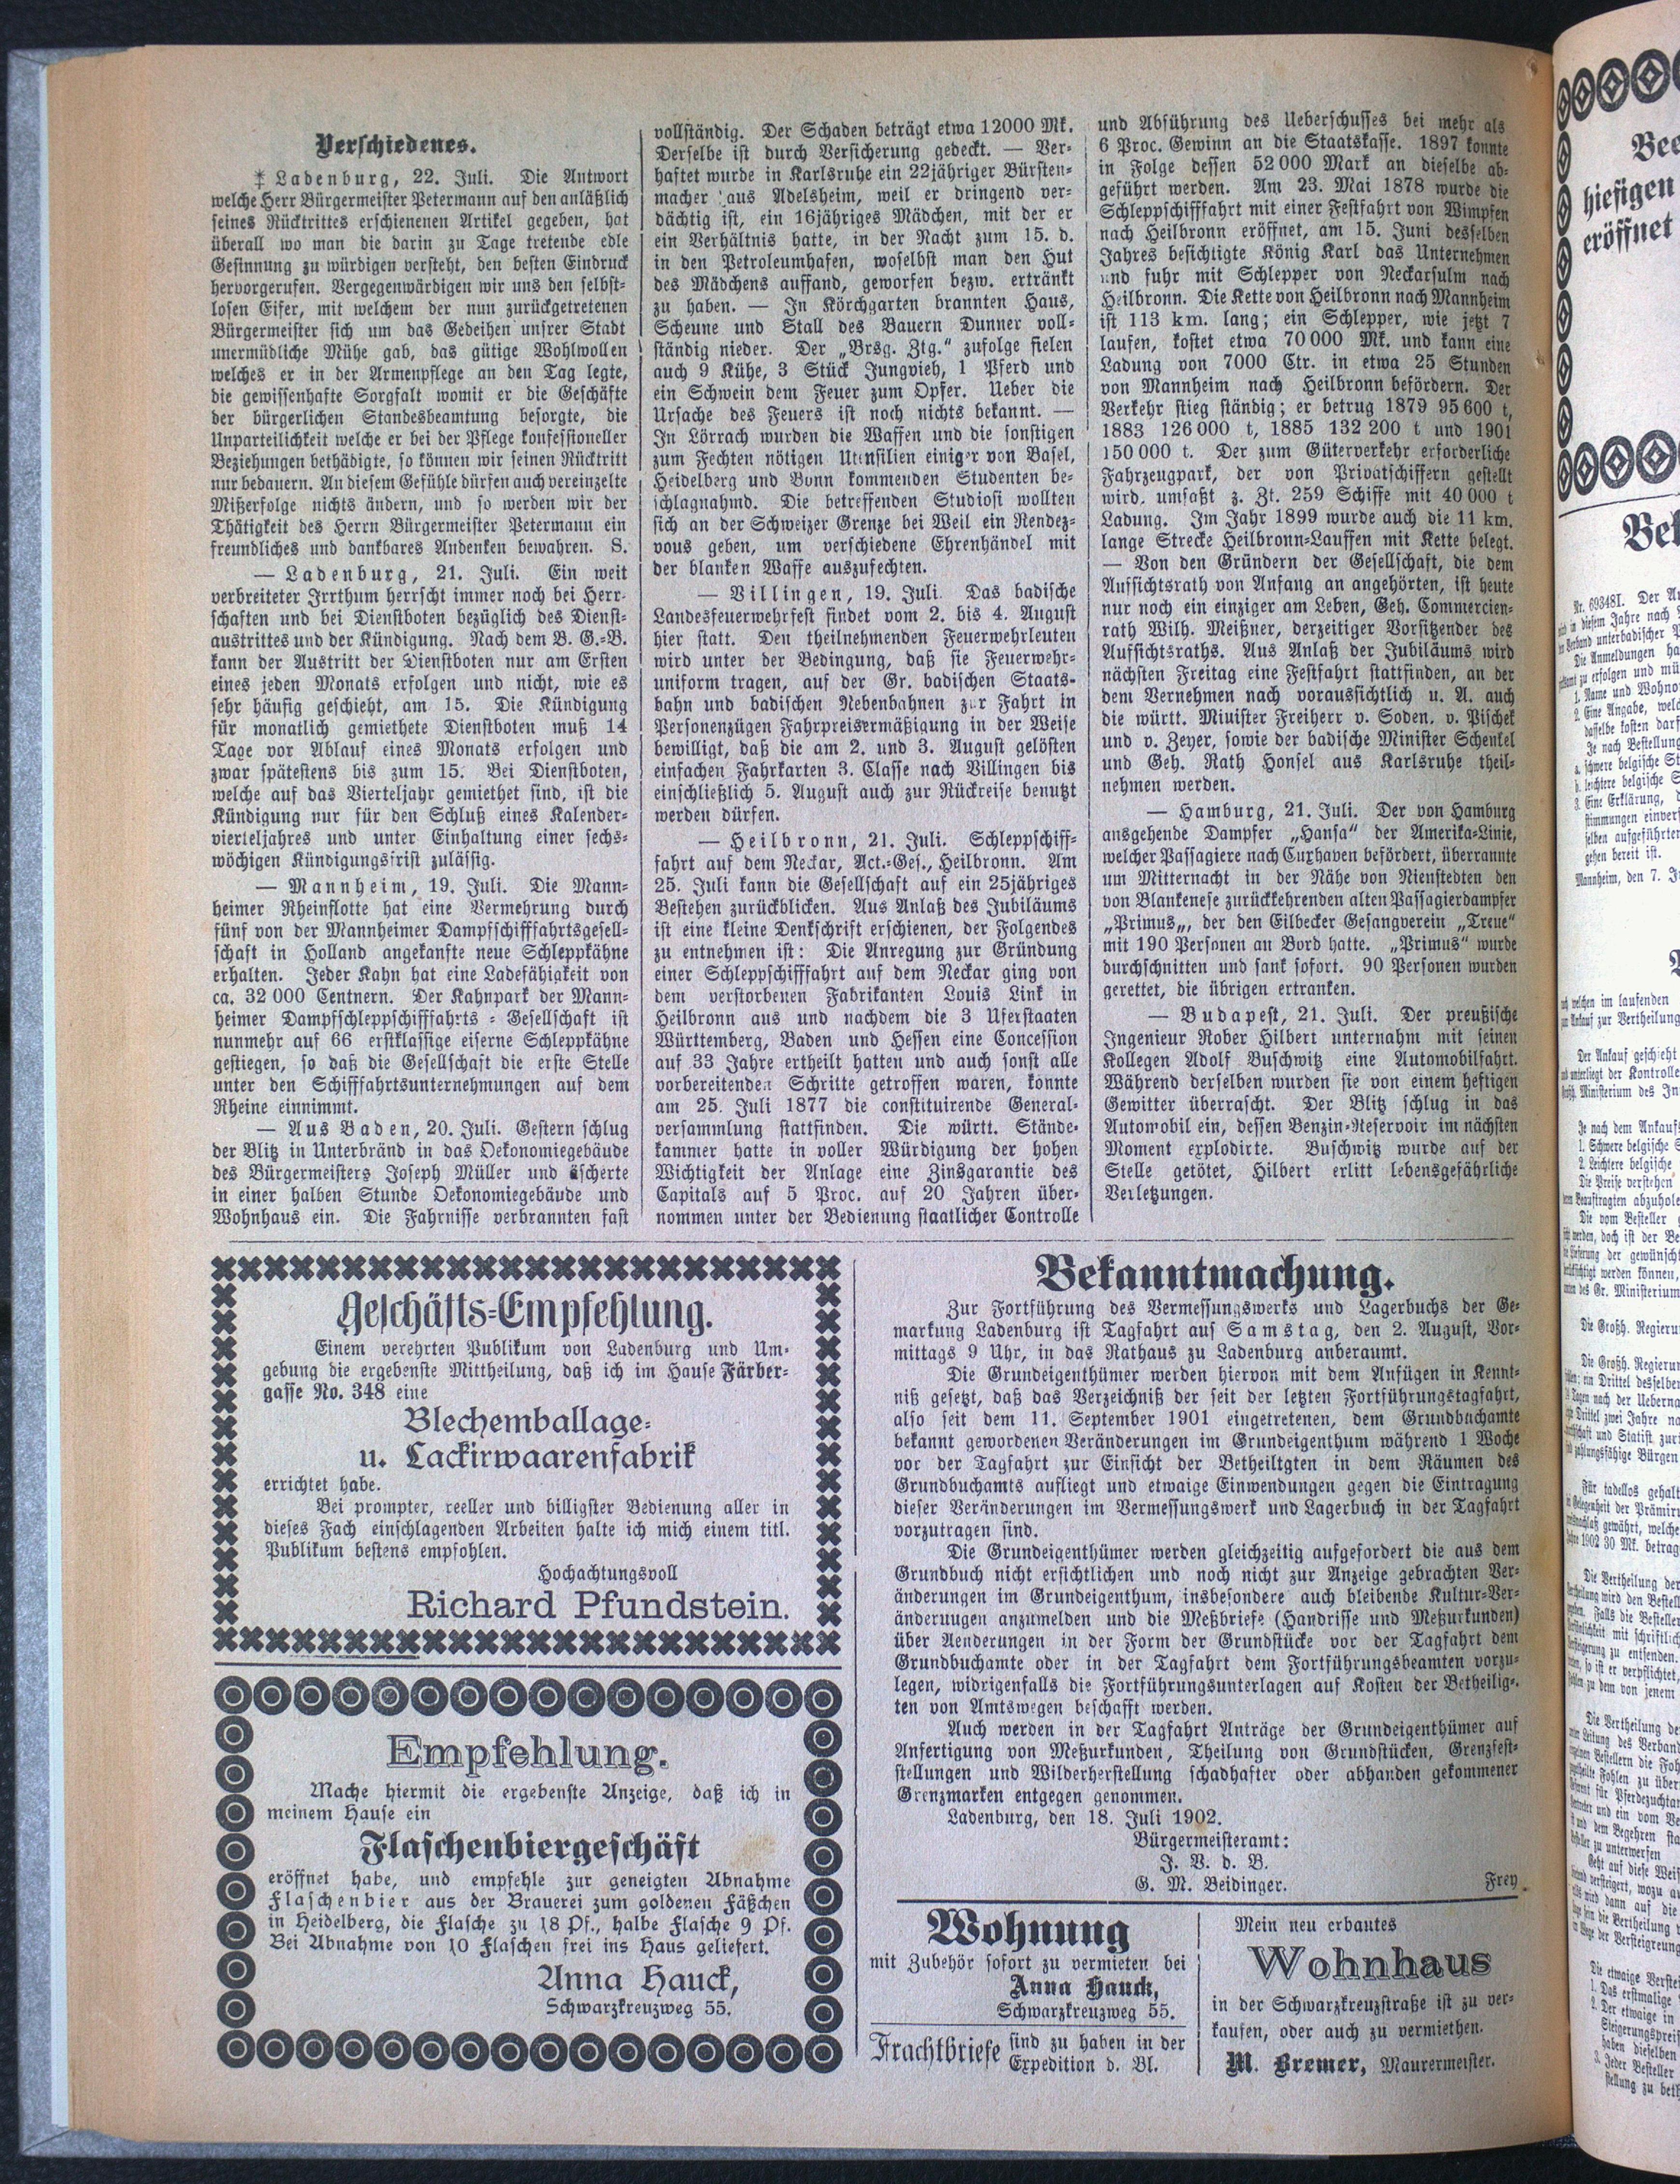 Verschiedenes.
‡ Ladenburg, 22. Juli. Die Antwort
welche Herr Bürgermeister Petermann auf den anläßlich
seines Rücktrittes erschienenen Artikel gegeben, hat
überall wo man die darin zu Tage tretende edle
Gesinnung zu würdigen versteht, den besten Eindruck
hervorgerufen. Vergegenwärdigen wir uns den selbst-
losen Eifer, mit welchem der nun zurückgetretenen
Bürgermeister sich um das Gedeihen unsrer Stadt
unermüdliche Mühe gab, das gütige Wohlwollen
welches er in der Armenpflege an den Tag legte,
die gewissenhafte Sorgfalt womit er die Geschäfte
der bürgerlichen Standesbeamtung besorgte, die
Unparteilichkeit welche er bei der Pflege konfessioneller
Beziehungen bethädigte, so können wir seinen Rücktritt
nur bedauern. An diesem Gefühle dürfen auch vereinzelte
Mißerfolge nichts ändern, und so werden wir der
Thätigkeit des Herrn Bürgermeister Petermann ein
freundliches und dankbares Andenken bewahren. S.
— Ladenburg, 21. Juli. Ein weit
verbreiteter Irrthum herrscht immer noch bei Herr-
schaften und bei Dienstboten bezüglich des Dienst-
austrittes und der Kündigung. Nach dem B. G.-B.
kann der Austritt der Dienstboten nur am Ersten
eines jeden Monats erfolgen und nicht, wie es
sehr häufig geschieht, am 15. Die Kündigung
für monatlich gemiethete Dienstboten muß 14
Tage vor Ablauf eines Monats erfolgen und
zwar spätestens bis zum 15. Bei Dienstboten,
welche auf das Vierteljahr gemiethet sind, ist die
Kündigung nur für den Schluß eines Kalender-
vierteljahres und unter Einhaltung einer sechs-
wöchigen Kündigungsfrist zulässig.
— Mannheim, 19. Juli. Die Mann-
heimer Rheinflotte hat eine Vermehrung durch
fünf von der Mannheimer Dampfschifffahrtsgesell-
schaft in Holland angekanfte neue Schleppkähne
erhalten. Jeder Kahn hat eine Ladefähigkeit von
ca. 32 000 Centnern. Der Kahnpark der Mann-
heimer Dampfschleppschifffahrts-Gesellschaft ist
nunmehr auf 66 erstklassige eiserne Schleppkähne
gestiegen, so daß die Gesellschaft die erste Stelle
unter den Schifffahrtsunternehmungen auf dem
Rheine einnimmt.
— Aus Baden, 20. Juli. Gestern schlug
der Blitz in Unterbränd in das Oekonomiegebäude
des Bürgermeisters Joseph Müller und äscherte
in einer halben Stunde Oekonomiegebäude und
Wohnhaus ein. Die Fahrnisse verbrannten fast
vollständig. Der Schaden beträgt etwa 12000 Mk.
Derselbe ist durch Versicherung gedeckt. — Ver-
haftet wurde in Karlsruhe ein 22jähriger Bürsten-
macher aus Adelsheim, weil er dringend ver-
dächtig ist, ein 16jähriges Mädchen, mit der er
ein Verhältnis hatte, in der Nacht zum 15. d.
in den Petroleumhafen, woselbst man den Hut
des Mädchens auffand, geworfen bezw. ertränkt
zu haben. — In Körchgarten brannten Haus,
Scheune und Stall des Bauern Dunner voll-
ständig nieder. Der „Brsg. Ztg.“ zufolge fielen
auch 9 Kühe, 3 Stück Jungvieh, 1 Pferd und
ein Schwein dem Feuer zum Opfer. Ueber die
Ursache des Feuers ist noch nichts bekannt. —
In Lörrach wurden die Waffen und die sonstigen
zum Fechten nötigen Utensilien einiger von Basel,
Heidelberg und Bonn kommenden Studenten be-
schlagnahmd. Die betreffenden Studiosi wollten
sich an der Schweizer Grenze bei Weil ein Rendez-
vous geben, um verschiedene Ehrenhändel mit
der blanken Waffe auszufechten.
— Villingen, 19. Juli. Das badische
Landesfeuerwehrfest findet vom 2. bis 4. August
hier statt. Den theilnehmenden Feuerwehrleuten
wird unter der Bedingung, daß sie Feuerwehr-
uniform tragen, auf der Gr. badischen Staats-
bahn und badischen Nebenbahnen zur Fahrt in
Personenzügen Fahrpreisermäßigung in der Weise
bewilligt, daß die am 2. und 3. August gelösten
einfachen Fahrkarten 3. Classe nach Villingen bis
einschließlich 5. August auch zur Rückreise benutzt
werden dürfen.
— Heilbronn, 21. Juli. Schleppschiff-
fahrt auf dem Neckar, Act.-Ges., Heilbronn. Am
25. Juli kann die Gesellschaft auf ein 25jähriges
Bestehen zurückblicken. Aus Anlaß des Jubiläums
ist eine kleine Denkschrift erschienen, der Folgendes
zu entnehmen ist: Die Anregung zur Gründung
einer Schleppschifffahrt auf dem Neckar ging von
dem verstorbenen Fabrikanten Louis Link in
Heilbronn aus und nachdem die 3 Uferstaaten
Württemberg, Baden und Hessen eine Concession
auf 33 Jahre ertheilt hatten und auch sonst alle
vorbereitenden Schritte getroffen waren, konnte
am 25. Juli 1877 die constituirende General-
versammlung stattfinden. Die württ. Stände-
kammer hatte in voller Würdigung der hohen
Wichtigkeit der Anlage eine Zinsgarantie des
Capitals auf 5 Proc. auf 20 Jahren über-
nommen unter der Bedienung staatlicher Controlle
und Abführung des Ueberschusses bei mehr als
6 Proc. Gewinn an die Staatskasse. 1897 konnte
in Folge dessen 52 000 Mark an dieselbe ab-
geführt werden. Am 23. Mai 1878 wurde die
Schleppschifffahrt mit einer Festfahrt von Wimpfen
nach Heilbronn eröffnet, am 15. Juni desselben
Jahres besichtigte König Karl das Unternehmen
und fuhr mit Schlepper von Neckarsulm nach
Heilbronn. Die Kette von Heilbronn nach Mannheim
ist 113 km. lang; ein Schlepper, wie jetzt 7
laufen, kostet etwa 70 000 Mk. und kann eine
Ladung von 7000 Ctr. in etwa 25 Stunden
von Mannheim nach Heilbronn befördern. Der
Verkehr stieg ständig; er betrug 1879 95 600 t,
1883 126 000 t, 1885 132 200 t und 1901
150 000 t. Der zum Güterverkehr erforderliche
Fahrzeugpark, der von Privatschiffern gestellt
wird. umfaßt z. Zt. 259 Schiffe mit 40 000 t
Ladung. Im Jahr 1899 wurde auch die 11 km.
lange Strecke Heilbronn-Lauffen mit Kette belegt.
— Von den Gründern der Gesellschaft, die dem
Aufsichtsrath von Anfang an angehörten, ist heute
nur noch ein einziger am Leben, Geh. Commercien-
rath Wilh. Meißner, derzeitiger Vorsitzender des
Aufsichtsraths. Aus Anlaß der Jubiläums wird
nächsten Freitag eine Festfahrt stattfinden, an der
dem Vernehmen nach voraussichtlich u. A. auch
die württ. Miuister Freiherr v. Soden. v. Pischek
und v. Zeyer, sowie der badische Minister Schenkel
und Geh. Rath Honsel aus Karlsruhe theil-
nehmen werden.
— Hamburg, 21. Juli. Der von Hamburg
ansgehende Dampfer „Hansa“ der Amerika-Linie,
welcher Passagiere nach Cuxhaven befördert, überrannte
um Mitternacht in der Nähe von Nienstedten den
von Blankenese zurückkehrenden alten Passagierdampfer
„Primus„, der den Eilbecker Gesangverein „Treue“
mit 190 Personen an Bord hatte. „Primus“ wurde
durchschnitten und sank sofort. 90 Personen wurden
gerettet, die übrigen ertranken.
— Budapest, 21. Juli. Der preußische
Ingenieur Nober Hilbert unternahm mit seinen
Kollegen Adolf Buschwitz eine Automobilfahrt.
Während derselben wurden sie von einem heftigen
Gewitter überrascht. Der Blitz schlug in das
Automobil ein, dessen Benzin-Reservoir im nächsten
Moment explodirte. Buschwitz wurde auf der
Stelle getötet, Hilbert erlitt lebensgefährliche
Verletzungen.
Geschäfts-Empfehlung.
Einem verehrten Publikum von Ladenburg und Um-
gebung die ergebenste Mittheilung, daß ich im Hause Färber-
gasse No. 348 eine
Blechemballage-
u. Lackirwaarenfabrik
errichtet habe.
Bei prompter, reeller und billigster Bedienung aller in
dieses Fach einschlagenden Arbeiten halte ich mich einem titl.
Publikum bestens empfohlen.
Hochachtungsvoll
Richard Pfundstein.
Empfehlung.
Mache hiermit die ergebenste Anzeige, daß ich in
meinem Hause ein
Flaschenbiergeschäft
eröffnet habe, und empfehle zur geneigten Abnahme
Flaschenbier aus der Brauerei zum goldenen Fäßchen
in Heidelberg, die Flasche zu 18 Pf., halbe Flasche 9 Pf.
Bei Abnahme von 10 Flaschen frei ins Haus geliefert.
Anna Hauck,
Schwarzkreuzweg 55.
Bekanntmachung.
Zur Fortführung des Vermessungswerks und Lagerbuchs der Ge-
markung Ladenburg ist Tagfahrt auf Samstag, den 2. August, Vor-
mittags 9 Uhr, in das Rathaus zu Ladenburg anberaumt.
Die Grundeigenthümer werden hiervon mit dem Anfügen in Kennt-
niß gesetzt, daß das Verzeichniß der seit der letzten Fortführungstagfahrt,
also seit dem 11. September 1901 eingetretenen, dem Grundbuchamte
bekannt gewordenen Veränderungen im Grundeigenthum während 1 Woche
vor der Tagfahrt zur Einsicht der Betheiltgten in dem Räumen des
Grundbuchamts aufliegt und etwaige Einwendungen gegen die Eintragung
dieser Veränderungen im Vermessungswerk und Lagerbuch in der Tagfahrt
vorzutragen sind.
Die Grundeigenthümer werden gleichzeitig aufgefordert die aus dem
Grundbuch nicht ersichtlichen und noch nicht zur Anzeige gebrachten Ver-
änderungen im Grundeigenthum, insbesondere auch bleibende Kultur-Ver-
änderuugen anzumelden und die Meßbriefe (Handrisse und Meßurkunden)
über Aenderungen in der Form der Grundstücke vor der Tagfahrt dem
Grundbuchamte oder in der Tagfahrt dem Fortführungsbeamten vorzu-
legen, widrigenfalls die Fortführungsunterlagen auf Kosten der Betheilig-
ten von Amtswegen beschafft werden.
Auch werden in der Tagfahrt Anträge der Grundeigenthümer auf
Anfertigung von Meßurkunden, Theilung von Grundstücken, Grenzfest-
stellungen und Wilderherstellung schadhafter oder abhanden gekommener
Grenzmarken entgegen genommen.
Ladenburg, den 18. Juli 1902.
Bürgermeisteramt:
J. V. d. B.
G. M. Beidinger.
Frey.
Wohnung
mit Zubehör sofort zu vermieten bei
Anna Hauck,
Schwarzkreuzweg 55.
Frachtbriefe sind zu haben in der
Expedition d. Bl.
Mein neu erbautes
Wohnhaus
in der Schwarzkreuzstraße ist zu ver-
kaufen, oder auch zu vermiethen.
M. Bremer, Maurermeister.
hiesigen
eröffnet